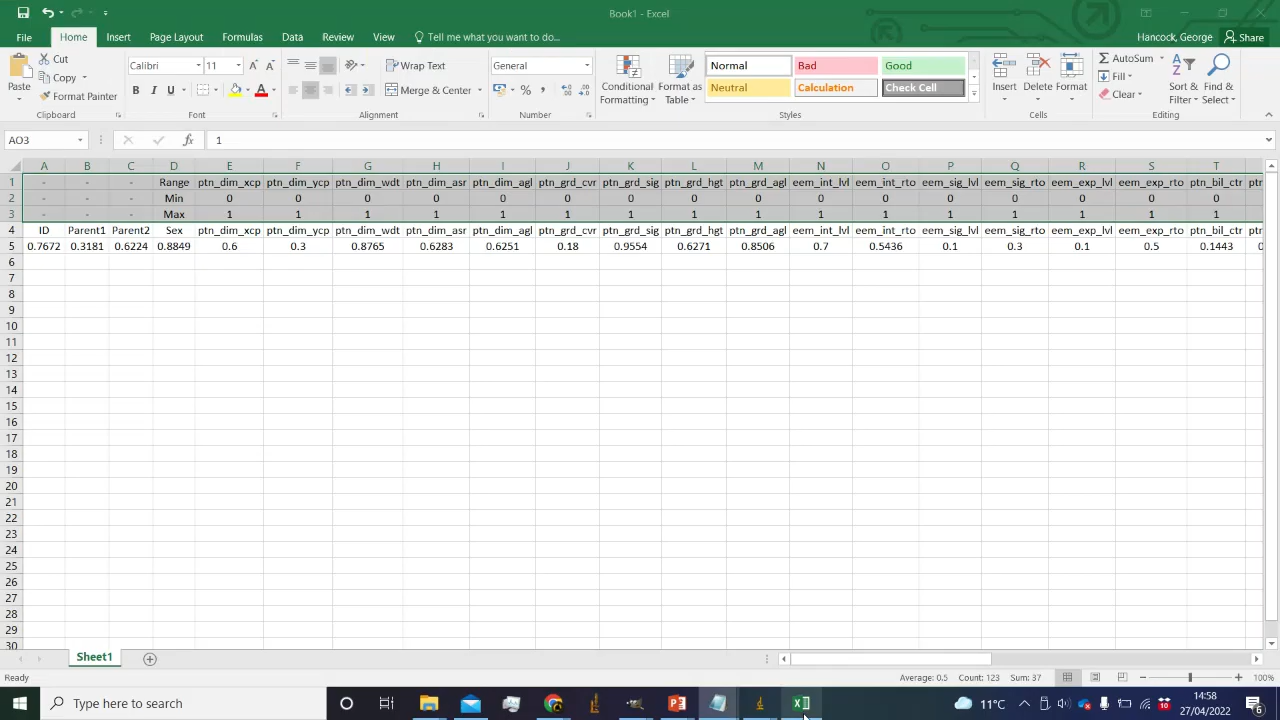 Book1 - Excel
File Home Insert Page Layout Formulas Data Review View Tell me what you want to do... Hancock, George Share
Paste Cut Copy Format Painter Clipboard
Calibri 11 B I U A Font
Wrap Text Merge & Center Alignment
General % , Number
Conditional Formatting Format as Table Normal Bad Good Neutral Calculation Check Cell Styles
Insert Delete Format Cells
AutoSum Fill Clear Sort & Filter Find & Select Editing
AO3 fx 1
A B C D E F G H I J K L M N O P Q R S T
1 - - - Range ptn_dim_xcp ptn_dim_ycp ptn_dim_wdt ptn_dim_asr ptn_dim_agl ptn_grd_cvr ptn_grd_sig ptn_grd_hgt ptn_grd_agl eem_int_lvl eem_int_rto eem_sig_lvl eem_sig_rto eem_exp_lvl eem_exp_rto ptn_bil_ctr
2 - - - Min 0 0 0 0 0 0 0 0 0 0 0 0 0 0 0 0
3 - - - Max 1 1 1 1 1 1 1 1 1 1 1 1 1 1 1 1
4 ID Parent1 Parent2 Sex ptn_dim_xcp ptn_dim_ycp ptn_dim_wdt ptn_dim_asr ptn_dim_agl ptn_grd_cvr ptn_grd_sig ptn_grd_hgt ptn_grd_agl eem_int_lvl eem_int_rto eem_sig_lvl eem_sig_rto eem_exp_lvl eem_exp_rto ptn_bil_ctr
5 0.7672 0.3181 0.6224 0.8849 0.6 0.3 0.8765 0.6283 0.6251 0.18 0.9554 0.6271 0.8506 0.7 0.5436 0.1 0.3 0.1 0.5 0.1443
6
7
8
9
10
11
12
13
14
15
16
17
18
19
20
21
22
23
24
25
26
27
28
29
30
Sheet1
Ready Average: 0.5 Count: 123 Sum: 37 100%
Type here to search 11°C 14:58
27/04/2022